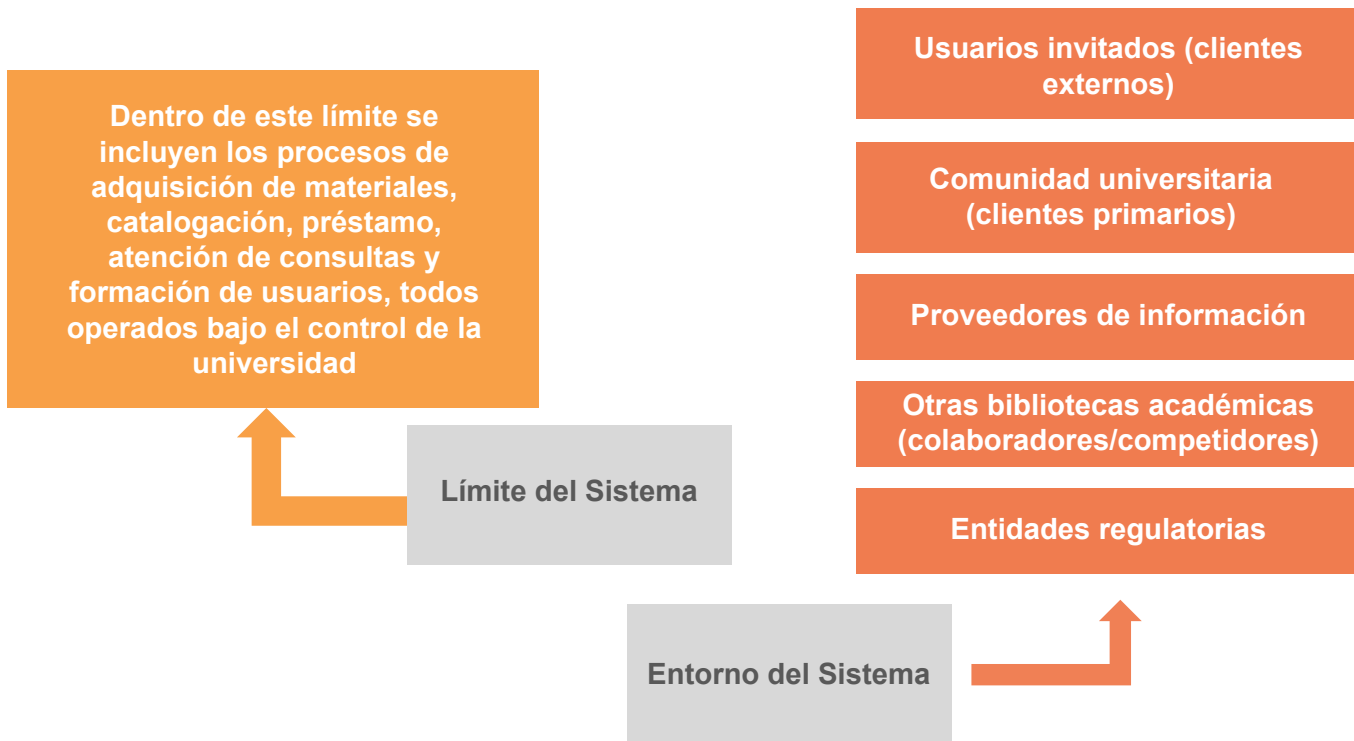 Dentro de este límite se
incluyen los procesos de
adquisición de materiales,
catalogación, préstamo,
atención de consultas y
formación de usuarios, todos
operados bajo el control de la
universidad
Límite del Sistema
Usuarios invitados (clientes
externos)
Comunidad universitaria
(clientes primarios)
Proveedores de información
Otras bibliotecas académicas
(colaboradores/competidores)
Entidades regulatorias
Entorno del Sistema